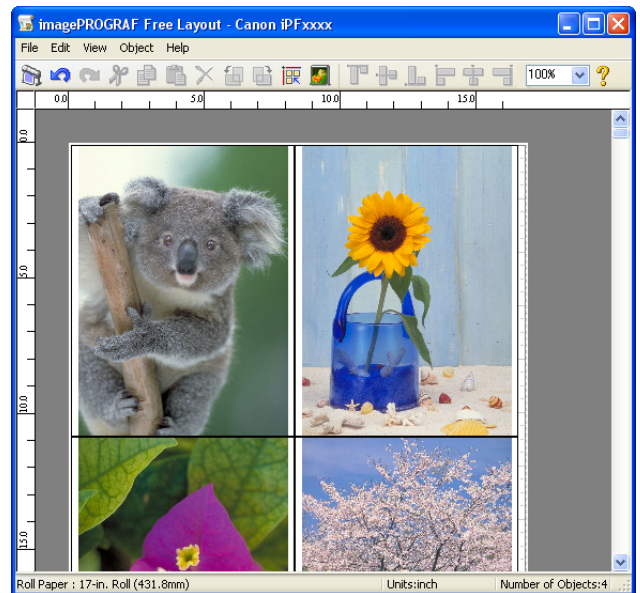 imagePROGRAF Free Layout - Canon iPFxxxx
File Edit View Object Help
100%
0.0 5.0 10.0 15.0
0.0
5.0
10.0
15.0
Roll Paper : 17-in. Roll (431.8mm) Units:inch Number of Objects:4